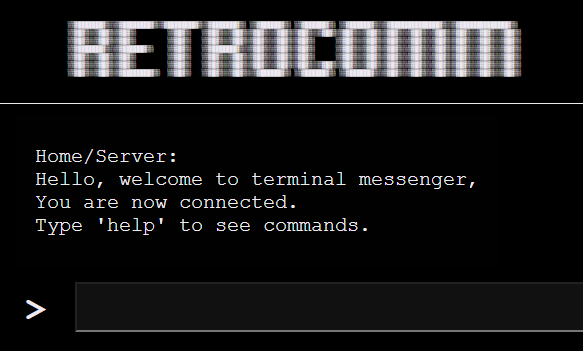 RETROCOMM
Home/Server:
Hello, welcome to terminal messenger,
You are now connected.
Type 'help' to see commands.
>